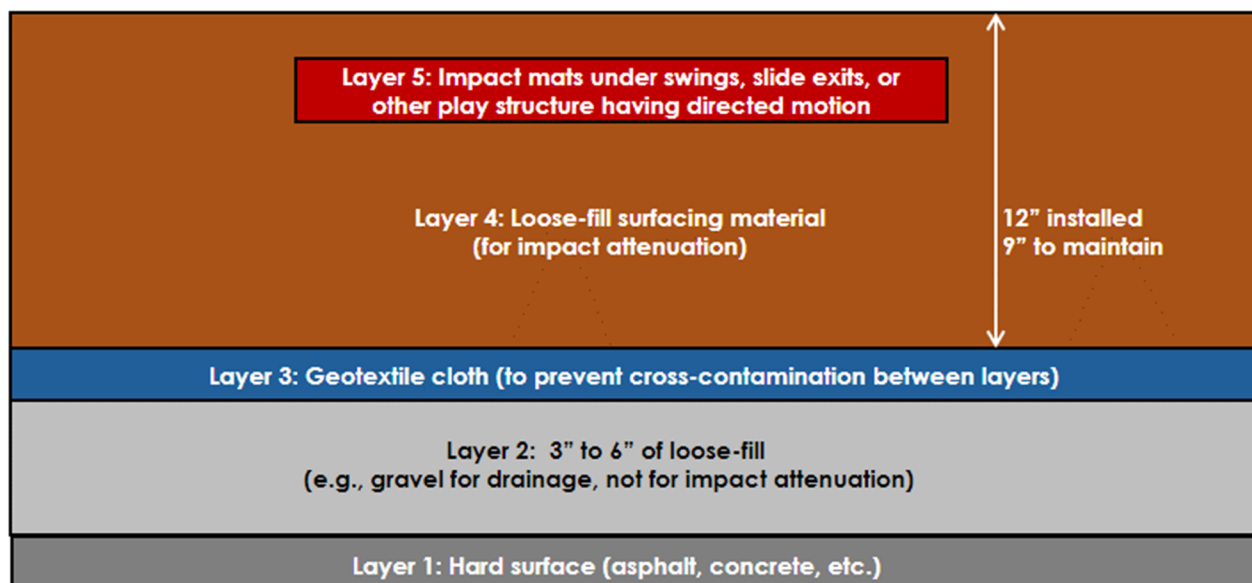 Layer 5: Impact mats under swings, slide exits, or
other play structure having directed motion
Layer 4: Loose-fill surfacing material
(for impact attenuation)
12” installed
9” to maintain
Layer 3: Geotextile cloth (to prevent cross-contamination between layers)
Layer 2:  3” to 6” of loose-fill
(e.g., gravel for drainage, not for impact attenuation)
Layer 1: Hard surface (asphalt, concrete, etc.)